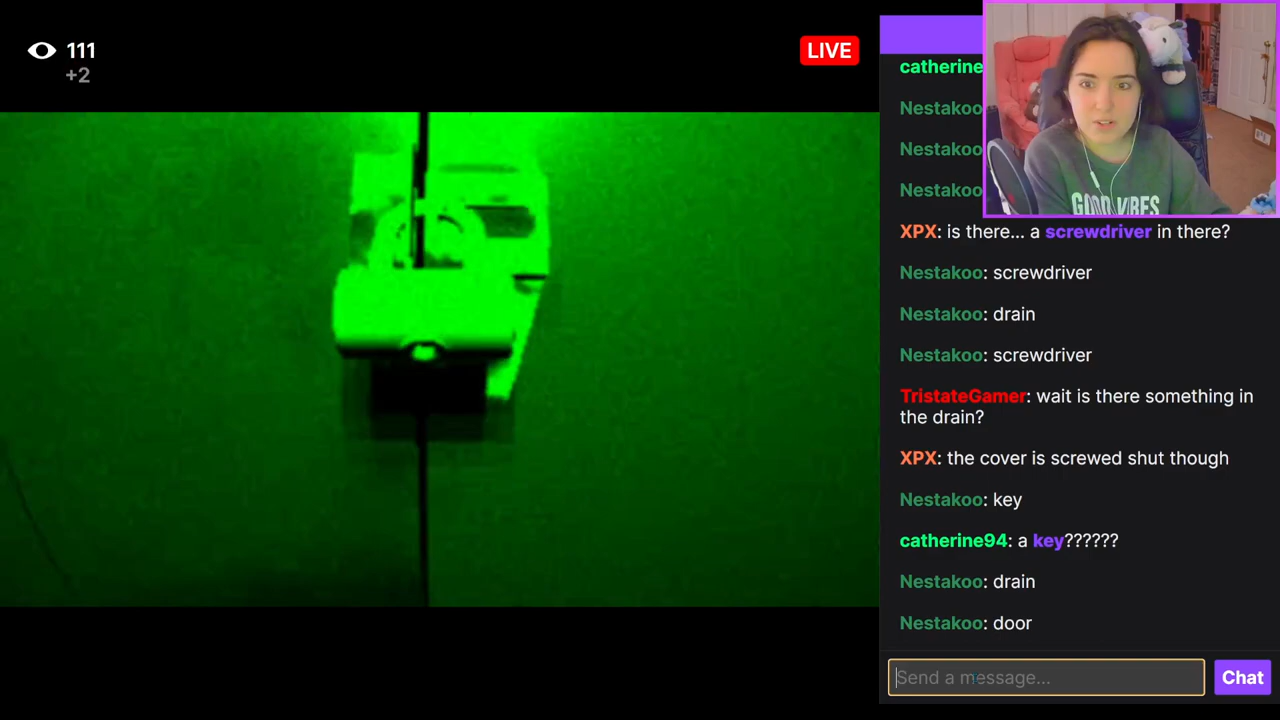 111
+2
LIVE
catherine
Nestakoo
Nestakoo
Nestakoo
GOOD VIBES
XPX: is there... a screwdriver in there?
Nestakoo: screwdriver
Nestakoo: drain
Nestakoo: screwdriver
TristateGamer: wait is there something in
the drain?
XPX: the cover is screwed shut though
Nestakoo: key
catherine94: a key??????
Nestakoo: drain
Nestakoo: door
Send a message...
Chat